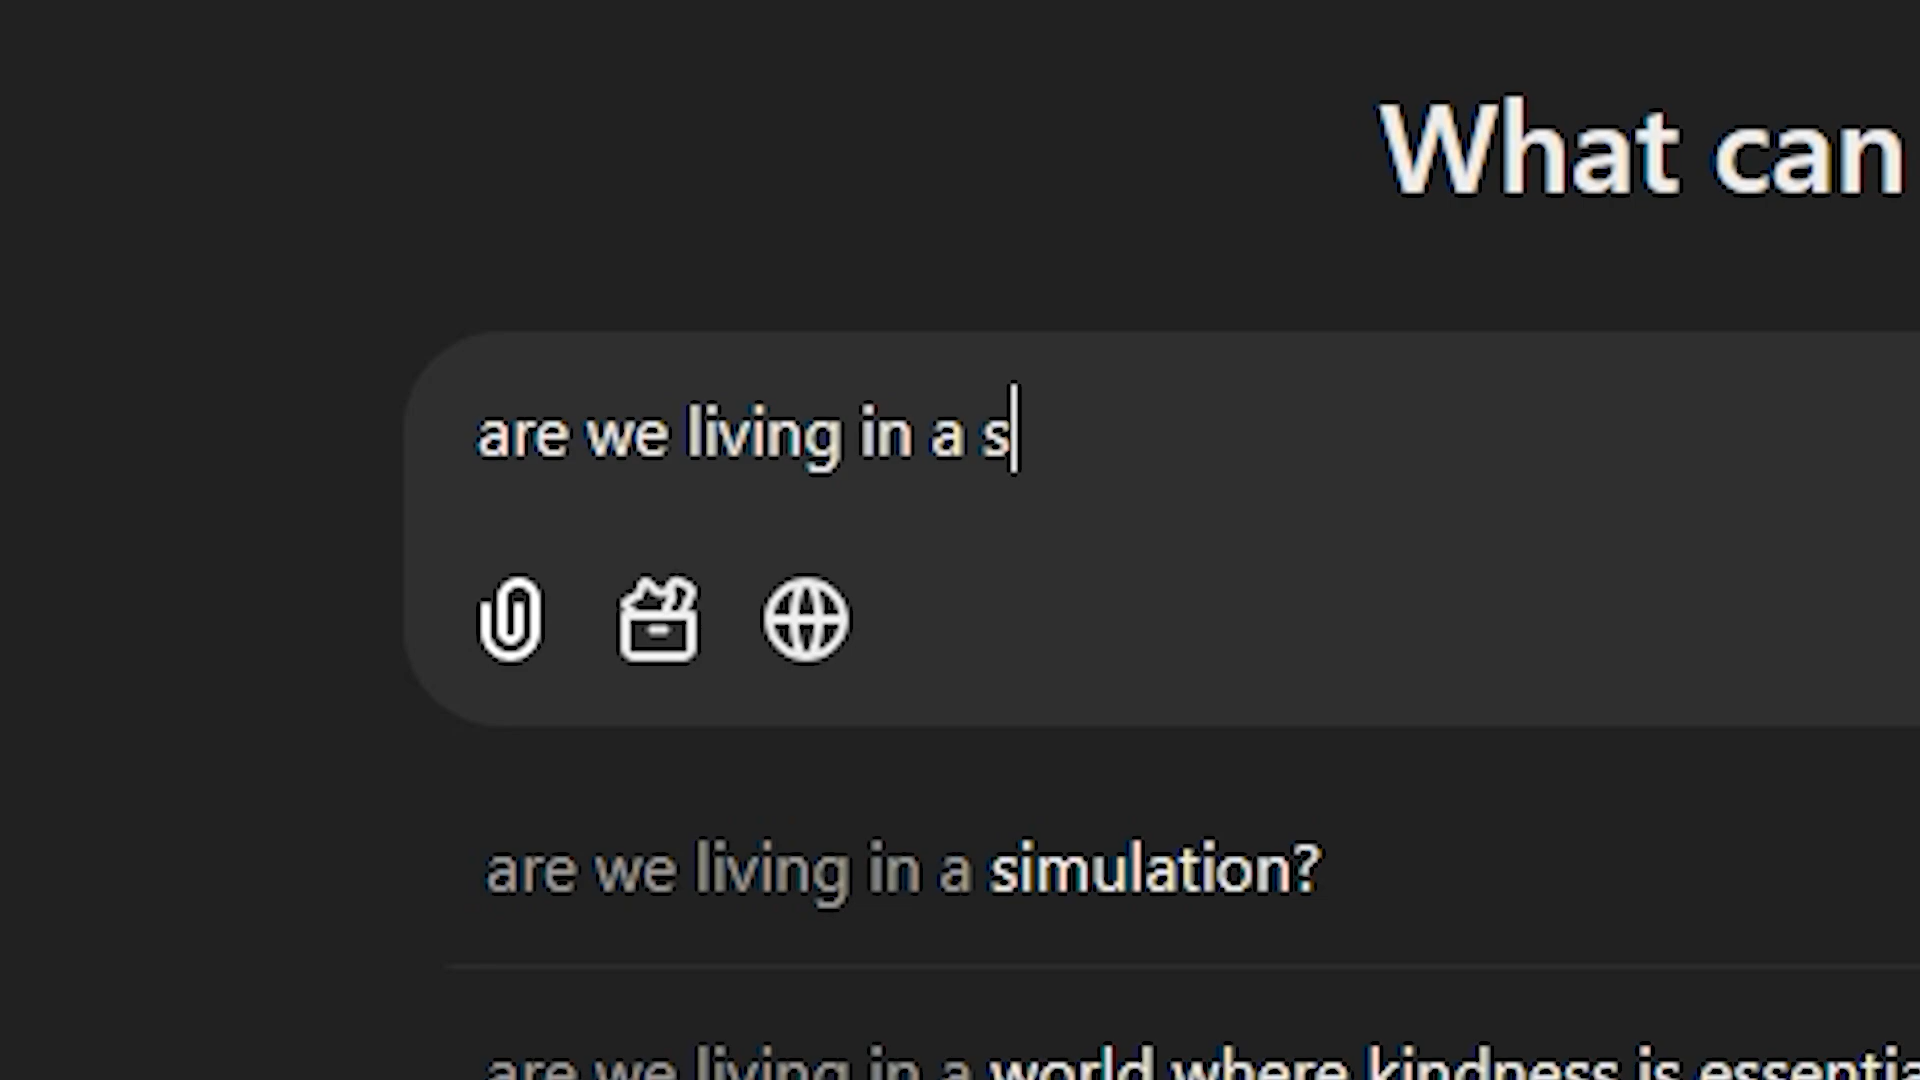 What can
are we living in a s
are we living in a simulation?
are we living in a world where kindness is